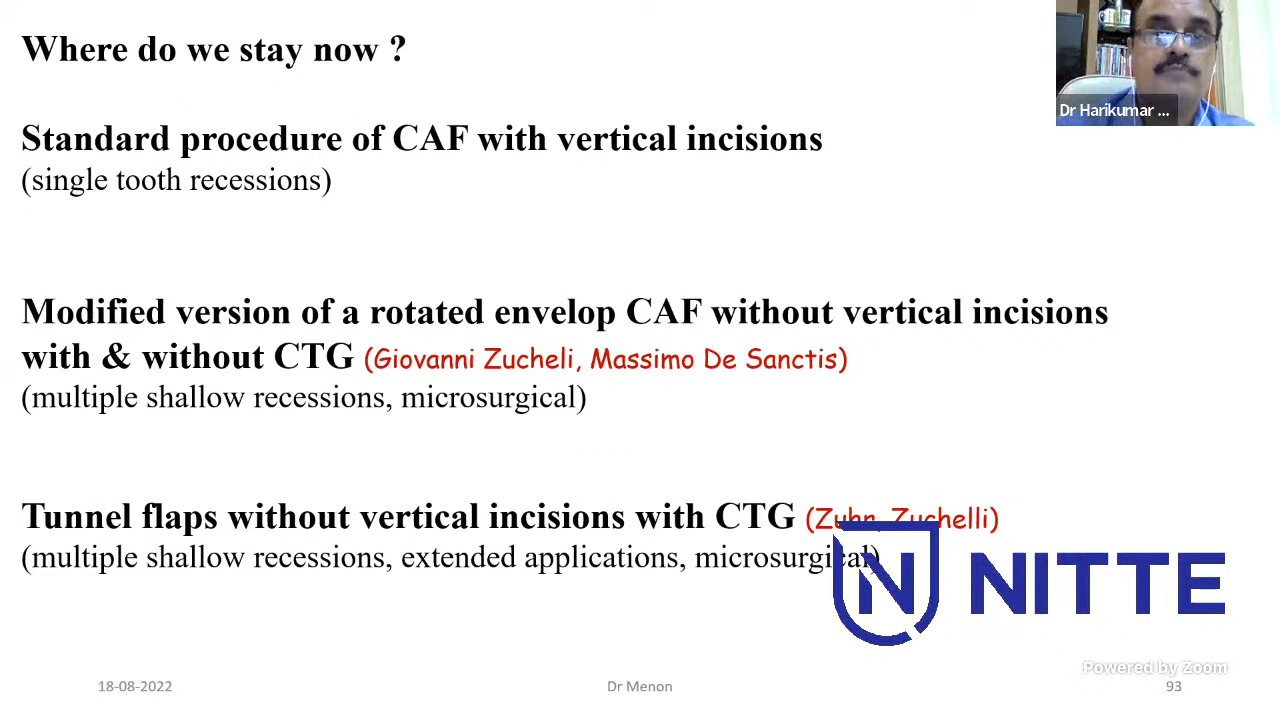 Where do we stay now ?
Dr Harikumar ...
Standard procedure of CAF with vertical incisions
(single tooth recessions)
Modified version of a rotated envelop CAF without vertical incisions
with & without CTG (Giovanni Zucheli, Massimo De Sanctis)
(multiple shallow recessions, microsurgical)
Tunnel flaps without vertical incisions with CTG (Zuhr, Zuchelli)
(multiple shallow recessions, extended applications, microsurgical)
N NITTE
Powered by Zoom
18-08-2022
Dr Menon
93